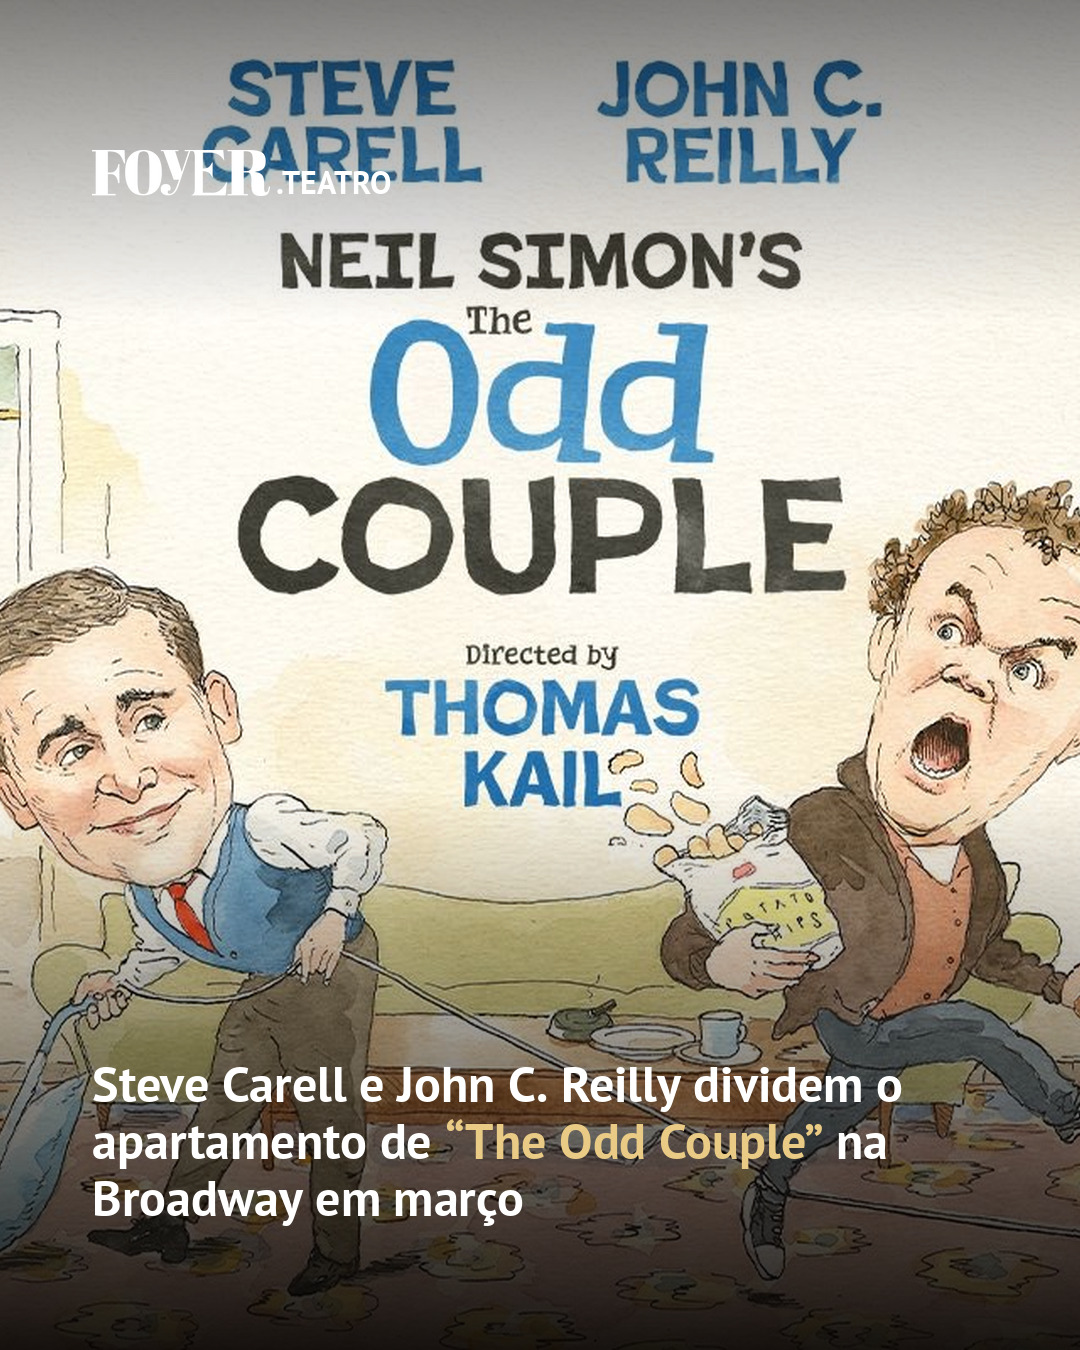 STEVE
CARELL
JOHN C.
REILLY
FOYER.TEATRO
NEIL SIMON'S
The
Odd
COUPLE
Directed by
THOMAS
KAIL
POTATO
CHIPS
Steve Carell e John C. Reilly dividem o
apartamento de “The Odd Couple” na
Broadway em março